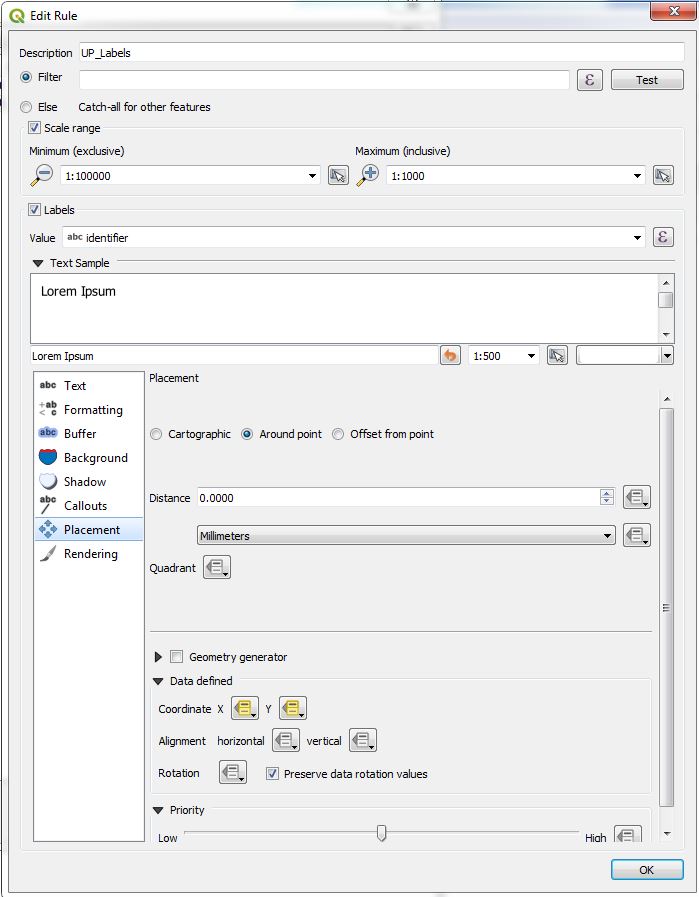 Edit Rule
Description UP_Labels
Filter ε Test
Else Catch-all for other features
Scale range
Minimum (exclusive) Maximum (inclusive)
1:100000 1:1000
Labels
Value abc identifier ε
Text Sample
Lorem Ipsum
Lorem Ipsum 1:500
abc Text
+ab < c Formatting
abc Buffer
Background
Shadow
abc Callouts
Placement
Rendering
Placement
Cartographic Around point Offset from point
Distance 0.0000
Millimeters
Quadrant
Geometry generator
Data defined
Coordinate X Y
Alignment horizontal vertical
Rotation Preserve data rotation values
Priority
Low High
OK